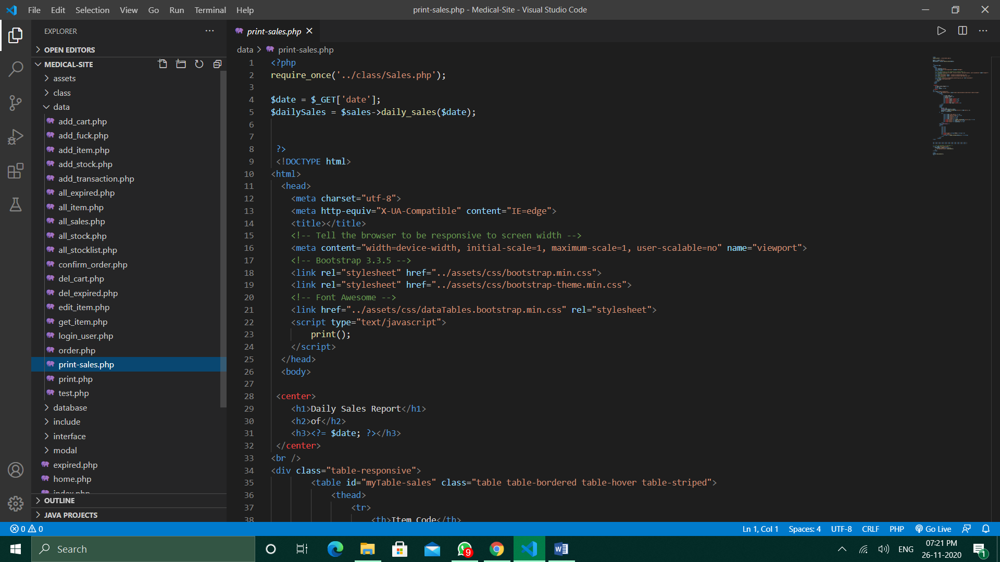 File Edit Selection View Go Run Terminal Help
print-sales.php - Medical-Site - Visual Studio Code
EXPLORER
OPEN EDITORS
MEDICAL-SITE
assets
class
data
add_cart.php
add_fuck.php
add_item.php
add_stock.php
add_transaction.php
all_expired.php
all_item.php
all_sales.php
all_stock.php
all_stocklist.php
confirm_order.php
del_cart.php
del_expired.php
edit_item.php
get_item.php
login_user.php
order.php
print-sales.php
print.php
test.php
database
include
interface
modal
expired.php
home.php
index.php
OUTLINE
JAVA PROJECTS
print-sales.php
data > print-sales.php
1 <?php
2 require_once('../class/Sales.php');
3
4 $date = $_GET['date'];
5 $dailySales = $sales->daily_sales($date);
6
7
8 ?>
9 <!DOCTYPE html>
10 <html>
11 <head>
12 <meta charset="utf-8">
13 <meta http-equiv="X-UA-Compatible" content="IE=edge">
14 <title></title>
15 <!-- Tell the browser to be responsive to screen width -->
16 <meta content="width=device-width, initial-scale=1, maximum-scale=1, user-scalable=no" name="viewport">
17 <!-- Bootstrap 3.3.5 -->
18 <link rel="stylesheet" href="../assets/css/bootstrap.min.css">
19 <link rel="stylesheet" href="../assets/css/bootstrap-theme.min.css">
20 <!-- Font Awesome -->
21 <link href="../assets/css/dataTables.bootstrap.min.css" rel="stylesheet">
22 <script type="text/javascript">
23 print();
24 </script>
25 </head>
26 <body>
27
28 <center>
29 <h1>Daily Sales Report</h1>
30 <h2>of</h2>
31 <h3><?= $date; ?></h3>
32 </center>
33 <br />
34 <div class="table-responsive">
35 <table id="myTable-sales" class="table table-bordered table-hover table-striped">
36 <thead>
37 <tr>
38 <th>Item Code</th>
0 0
Ln 1, Col 1 Spaces: 4 UTF-8 CRLF PHP Go Live
Search
9
ENG
07:21 PM
26-11-2020
1